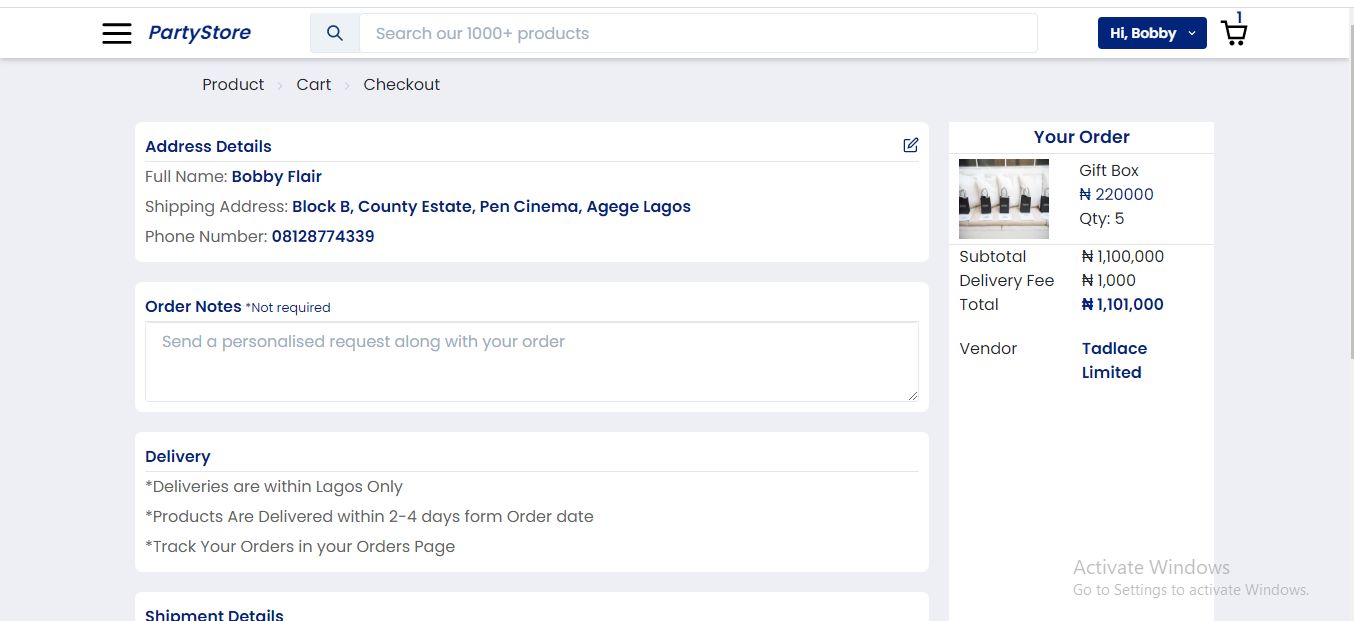 PartyStore
Search our 1000+ products
Hi, Bobby
1
Product > Cart > Checkout
Address Details
Full Name: Bobby Flair
Shipping Address: Block B, County Estate, Pen Cinema, Agege Lagos
Phone Number: 08128774339
Order Notes *Not required
Send a personalised request along with your order
Delivery
*Deliveries are within Lagos Only
*Products Are Delivered within 2-4 days form Order date
*Track Your Orders in your Orders Page
Shipment Details
Your Order
Gift Box
₦ 220000
Qty: 5
Subtotal ₦ 1,100,000
Delivery Fee ₦ 1,000
Total ₦ 1,101,000
Vendor Tadlace
Limited
Activate Windows
Go to Settings to activate Windows.